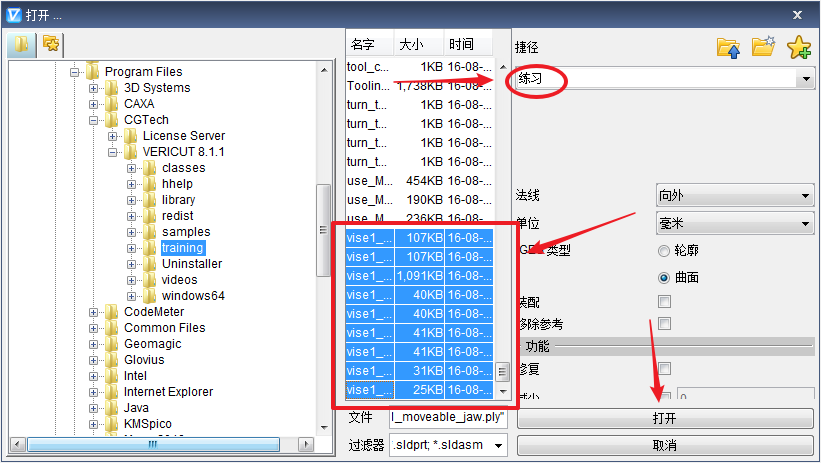 打开 ...
Program Files
3D Systems
CAXA
CGTech
License Server
VERICUT 8.1.1
classes
hhelp
library
redist
samples
training
Uninstaller
videos
windows64
CodeMeter
Common Files
Geomagic
Glovius
Intel
Internet Explorer
Java
KMSpico
名字 大小 时间
tool_c... 1KB 16-08-...
Toolin... 1,738KB 16-08-...
turn_t... 1KB 16-08-...
turn_t... 1KB 16-08-...
turn_t... 1KB 16-08-...
turn_t... 1KB 16-08-...
use_M... 454KB 16-08-...
use_M... 190KB 16-08-...
use_M... 236KB 16-08-...
vise1_... 107KB 16-08-...
vise1_... 107KB 16-08-...
vise1_... 1,091KB 16-08-...
vise1_... 40KB 16-08-...
vise1_... 40KB 16-08-...
vise1_... 41KB 16-08-...
vise1_... 41KB 16-08-...
vise1_... 31KB 16-08-...
vise1_... 25KB 16-08-...
文件 l_moveable_jaw.ply"
过滤器 .sldprt; *.sldasm
捷径
练习
法线 向外
单位 毫米
类型 轮廓
曲面
装配
移除参考
功能
修复
减少 0
打开
取消